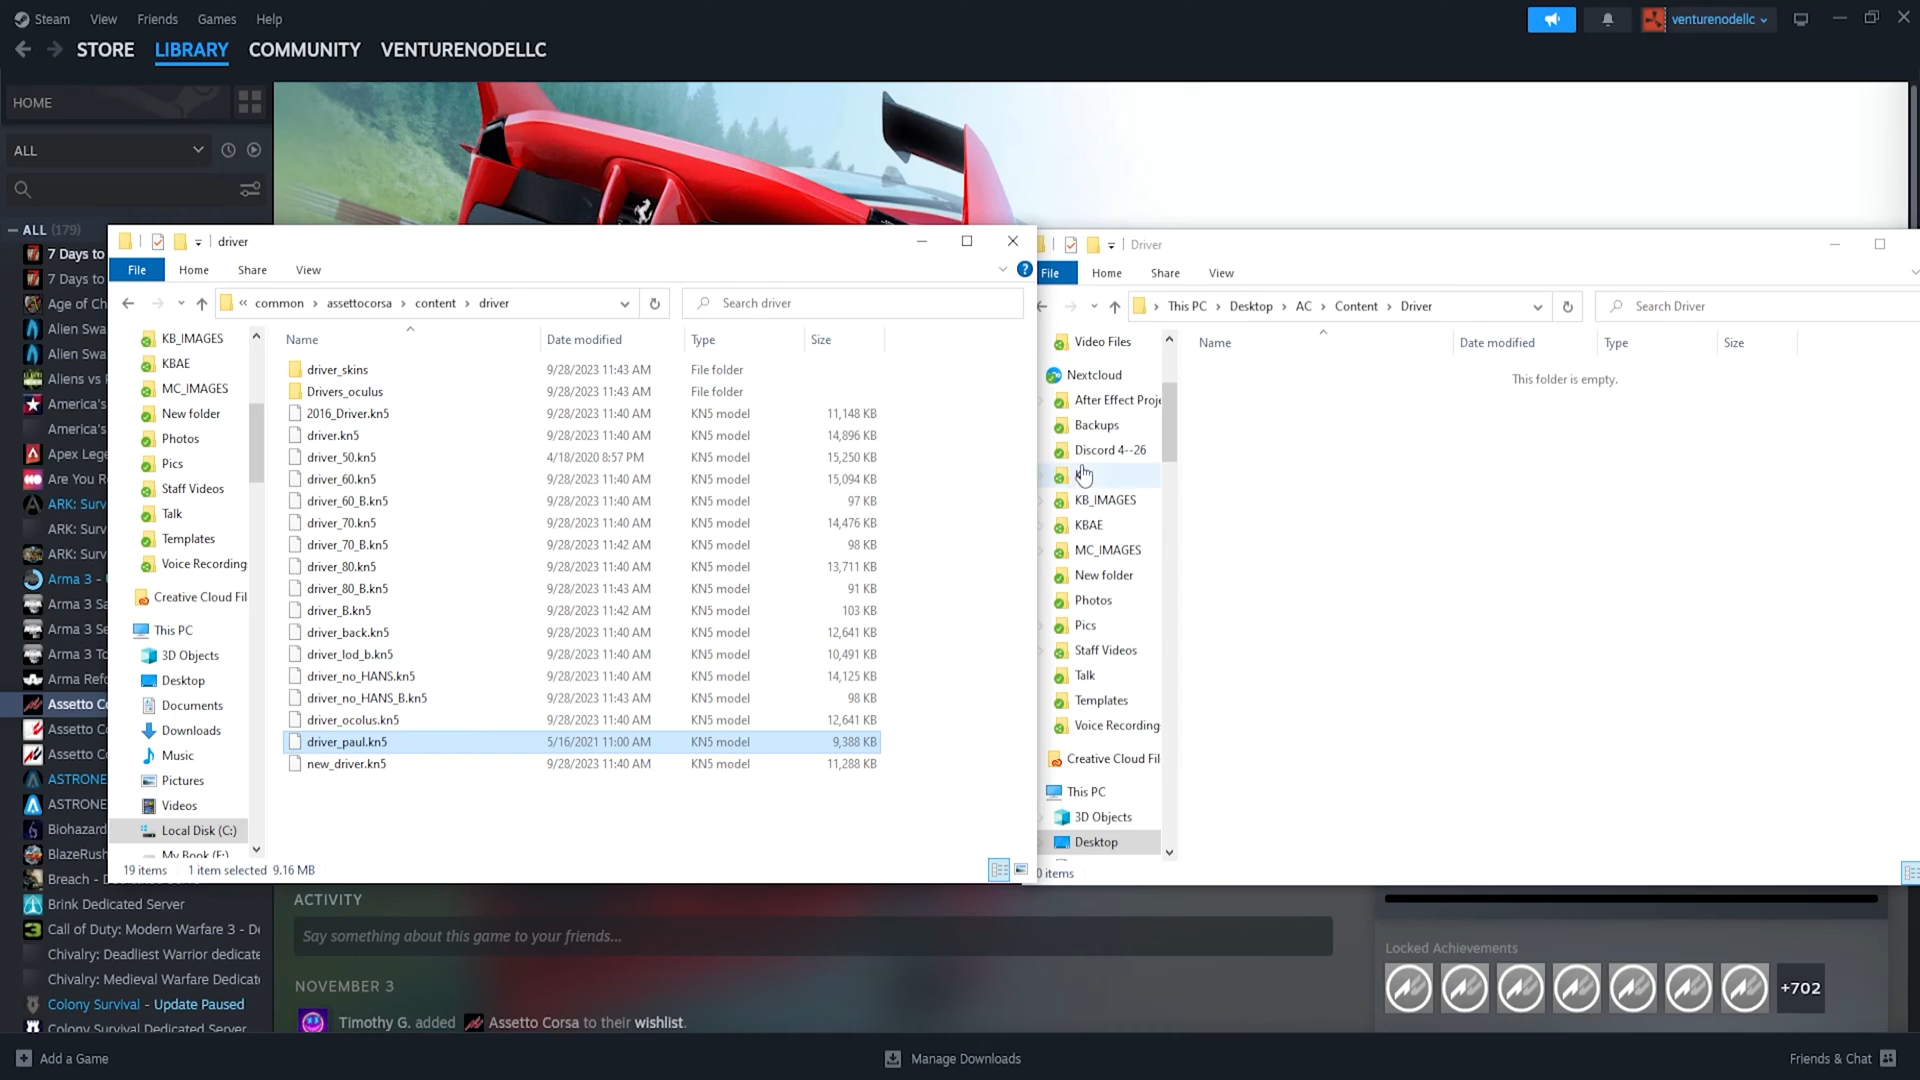 Steam View Friends Games Help
venturenodellc
STORE LIBRARY COMMUNITY VENTURENODELLC
HOME
ALL
ALL (179)
7 Days to
7 Days to
Age of Ch
Alien Swa
Alien Swa
Aliens vs
America's
America's
Apex Lege
Are You R
ARK: Surv
ARK: Surv
ARK: Surv
Arma 3 -
Arma 3 Sa
Arma 3 Se
Arma 3 To
Arma Refo
Assetto Co
Assetto Co
Assetto Co
ASTRONE
ASTRONE
Biohazard
BlazeRush
Breach - Dedicated Serve
Brink Dedicated Server
Call of Duty: Modern Warfare 3 - De
Chivalry: Deadliest Warrior dedicate
Chivalry: Medieval Warfare Dedicate
Colony Survival - Update Paused
Colony Survival Dedicated Server
driver
File Home Share View
« common › assettocorsa › content › driver
Search driver
KB_IMAGES
KBAE
MC_IMAGES
New folder
Photos
Pics
Staff Videos
Talk
Templates
Voice Recording
Creative Cloud Fil
This PC
3D Objects
Desktop
Documents
Downloads
Music
Pictures
Videos
Local Disk (C:)
My Book (F:)
Name Date modified Type Size
driver_skins 9/28/2023 11:43 AM File folder
Drivers_oculus 9/28/2023 11:43 AM File folder
2016_Driver.kn5 9/28/2023 11:40 AM KN5 model 11,148 KB
driver.kn5 9/28/2023 11:40 AM KN5 model 14,896 KB
driver_50.kn5 4/18/2020 8:57 PM KN5 model 15,250 KB
driver_60.kn5 9/28/2023 11:40 AM KN5 model 15,094 KB
driver_60_B.kn5 9/28/2023 11:40 AM KN5 model 97 KB
driver_70.kn5 9/28/2023 11:40 AM KN5 model 14,476 KB
driver_70_B.kn5 9/28/2023 11:42 AM KN5 model 98 KB
driver_80.kn5 9/28/2023 11:40 AM KN5 model 13,711 KB
driver_80_B.kn5 9/28/2023 11:43 AM KN5 model 91 KB
driver_B.kn5 9/28/2023 11:42 AM KN5 model 103 KB
driver_back.kn5 9/28/2023 11:40 AM KN5 model 12,641 KB
driver_lod_b.kn5 9/28/2023 11:40 AM KN5 model 10,491 KB
driver_no_HANS.kn5 9/28/2023 11:40 AM KN5 model 14,125 KB
driver_no_HANS_B.kn5 9/28/2023 11:43 AM KN5 model 98 KB
driver_ocolus.kn5 9/28/2023 11:40 AM KN5 model 12,641 KB
driver_paul.kn5 5/16/2021 11:00 AM KN5 model 9,388 KB
new_driver.kn5 9/28/2023 11:40 AM KN5 model 11,288 KB
19 items 1 item selected 9.16 MB
Driver
File Home Share View
› This PC › Desktop › AC › Content › Driver
Search Driver
Video Files
Nextcloud
After Effect Proje
Backups
Discord 4--26
KB_IMAGES
KBAE
MC_IMAGES
New folder
Photos
Pics
Staff Videos
Talk
Templates
Voice Recording
Creative Cloud Fil
This PC
3D Objects
Desktop
Name Date modified Type Size
This folder is empty.
0 items
ACTIVITY
Say something about this game to your friends...
NOVEMBER 3
Timothy G. added Assetto Corsa to their wishlist.
Locked Achievements
+702
Add a Game
Manage Downloads
Friends & Chat